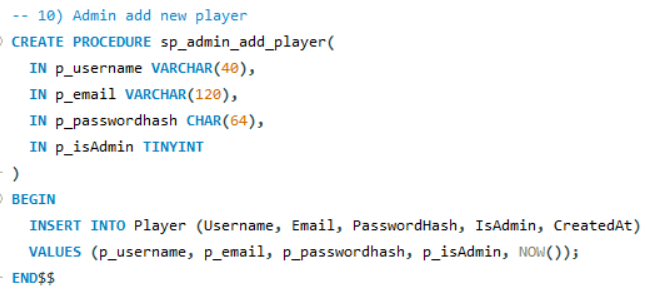 -- 10) Admin add new player
CREATE PROCEDURE sp_admin_add_player(
IN p_username VARCHAR(40),
IN p_email VARCHAR(120),
IN p_passwordhash CHAR(64),
IN p_isAdmin TINYINT
)
BEGIN
INSERT INTO Player (Username, Email, PasswordHash, IsAdmin, CreatedAt)
VALUES (p_username, p_email, p_passwordhash, p_isAdmin, NOW());
END$$